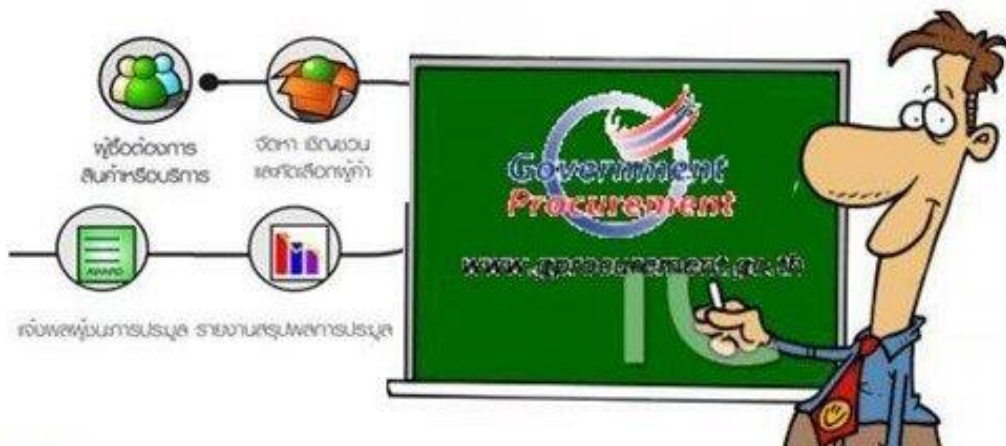 ผู้ซื้อต้องการ
สินค้าหรือบริการ
จัดหา เชิญชวน
และคัดเลือกผู้ค้า
AWARD
แจ้งผลผู้ชนะการประมูล รายงานสรุปผลการประมูล
Government
Procurement
www.gprocurement.go.th